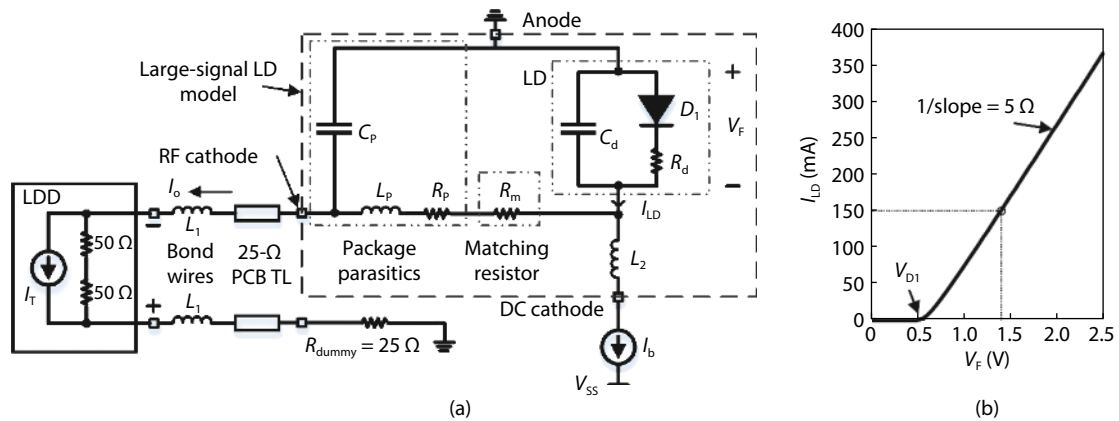 Anode
Large-signal LD
model
C_P
LD
C_d
D_1
R_d
+
V_F
−
RF cathode
LDD
I_T
50 Ω
50 Ω
I_o
−
L_1
Bond
wires
25-Ω
PCB TL
L_P
R_P
R_m
I_LD
Package
parasitics
Matching
resistor
L_2
DC cathode
+
L_1
R_dummy = 25 Ω
I_b
V_SS
(a)
I_LD (mA)
400
350
300
250
200
150
100
50
0
1/slope = 5 Ω
V_D1
0
0.5
1.0
1.5
2.0
2.5
V_F (V)
(b)